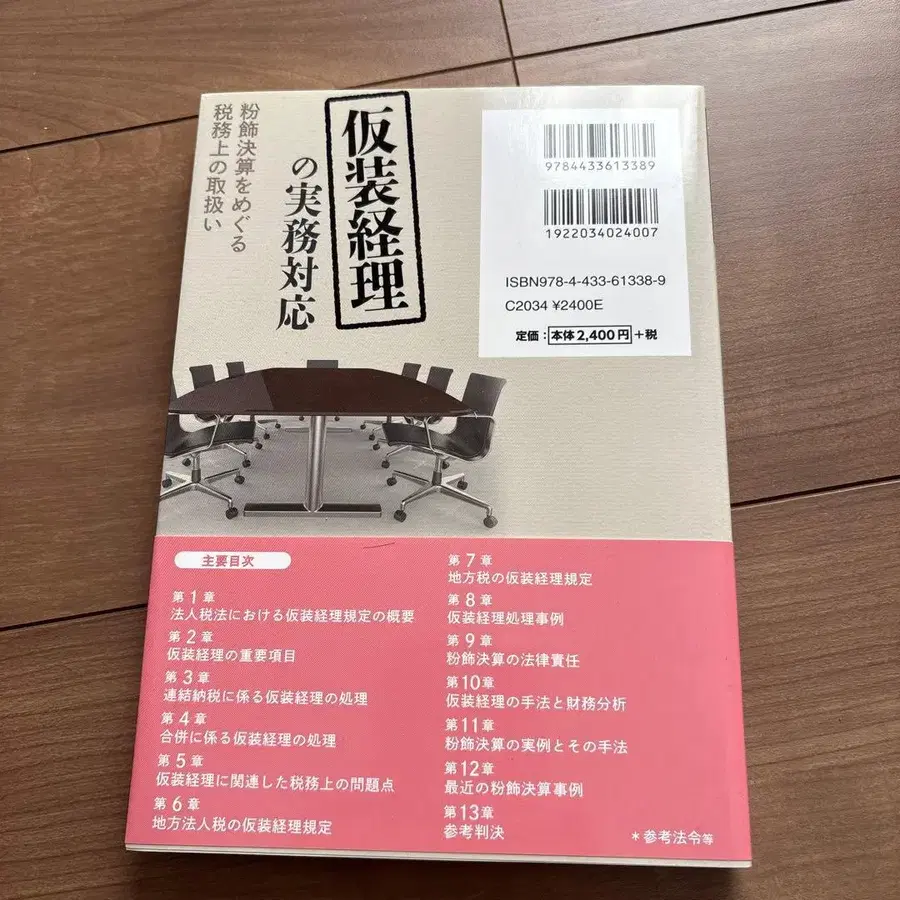 仮装経理
の実務対応
粉飾決算をめぐる
税務上の取扱い
9784433613389
1922034024007
ISBN978-4-433-61338-9
C2034 ¥2400E
定価：本体2,400円＋税
主要目次
第1章
法人税法における仮装経理規定の概要
第2章
仮装経理の重要項目
第3章
連結納税に係る仮装経理の処理
第4章
合併に係る仮装経理の処理
第5章
仮装経理に関連した税務上の問題点
第6章
地方法人税の仮装経理規定
第7章
地方税の仮装経理規定
第8章
仮装経理処理事例
第9章
粉飾決算の法律責任
第10章
仮装経理の手法と財務分析
第11章
粉飾決算の実例とその手法
第12章
最近の粉飾決算事例
第13章
参考判決
＊参考法令等